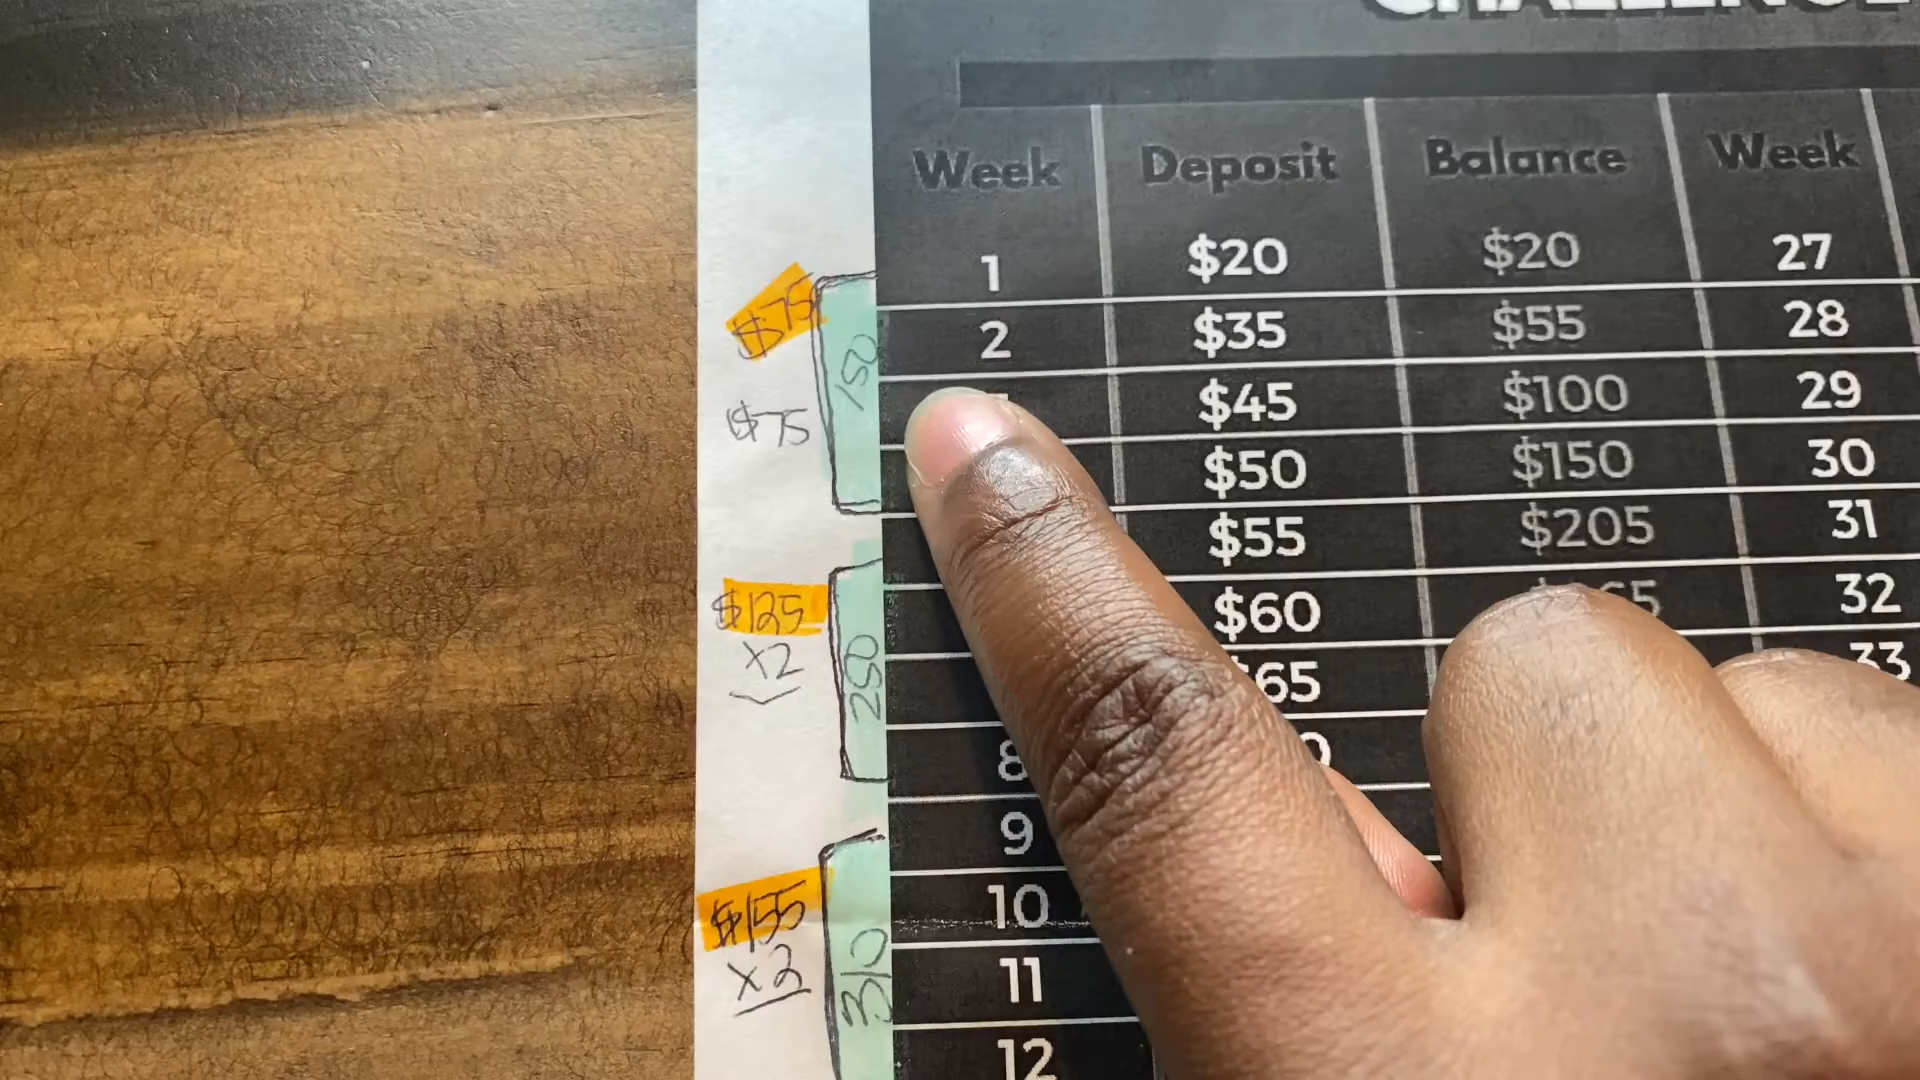 Week Deposit Balance Week
1 $20 $20 27
2 $35 $55 28
$45 $100 29
$50 $150 30
$55 $205 31
$60 32
33
8
9
10
11
12
$75
$75
150
$125
x2
250
$155
x2
310